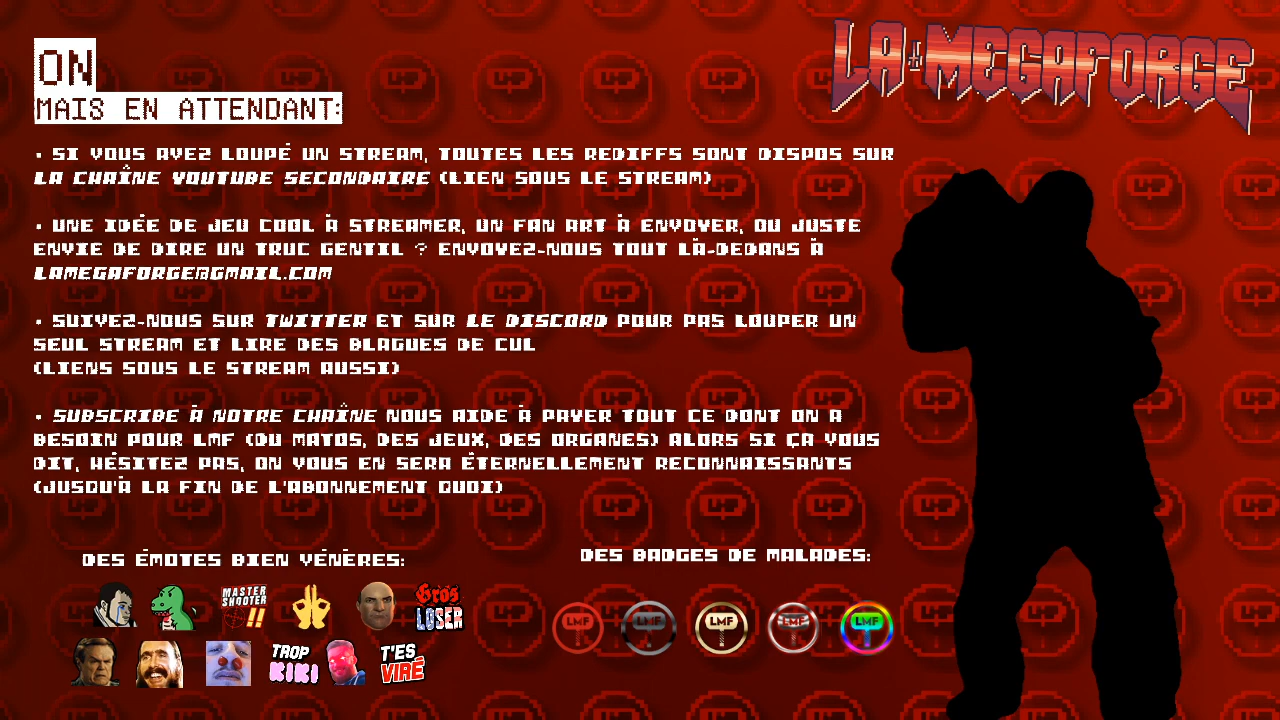 LA MEGAFORGE
ON
MAIS EN ATTENDANT:
• SI VOUS AVEZ LOUPÉ UN STREAM, TOUTES LES REDIFFS SONT DISPOS SUR
LA CHAÎNE YOUTUBE SECONDAIRE (LIEN SOUS LE STREAM)
• UNE IDÉE DE JEU COOL À STREAMER, UN FAN ART À ENVOYER, OU JUSTE
ENVIE DE DIRE UN TRUC GENTIL ? ENVOYEZ-NOUS TOUT LÀ-DEDANS À
LAMEGAFORGE@GMAIL.COM
• SUIVEZ-NOUS SUR TWITTER ET SUR LE DISCORD POUR PAS LOUPER UN
SEUL STREAM ET LIRE DES BLAGUES DE CUL
(LIENS SOUS LE STREAM AUSSI)
• SUBSCRIBE À NOTRE CHAÎNE NOUS AIDE À PAYER TOUT CE DONT ON A
BESOIN POUR LMF (DU MATOS, DES JEUX, DES ORGANES) ALORS SI ÇA VOUS
DIT, HÉSITEZ PAS, ON VOUS EN SERA ÉTERNELLEMENT RECONNAISSANTS
(JUSQU'À LA FIN DE L'ABONNEMENT QUOI)
DES ÉMOTES BIEN VÉNÈRES:
DES BADGES DE MALADES:
MASTER
SHOOTER
!!
Gros
LOSER
LMF LMF LMF LMF LMF
TROP
KIKI
T'ES
VIRÉ